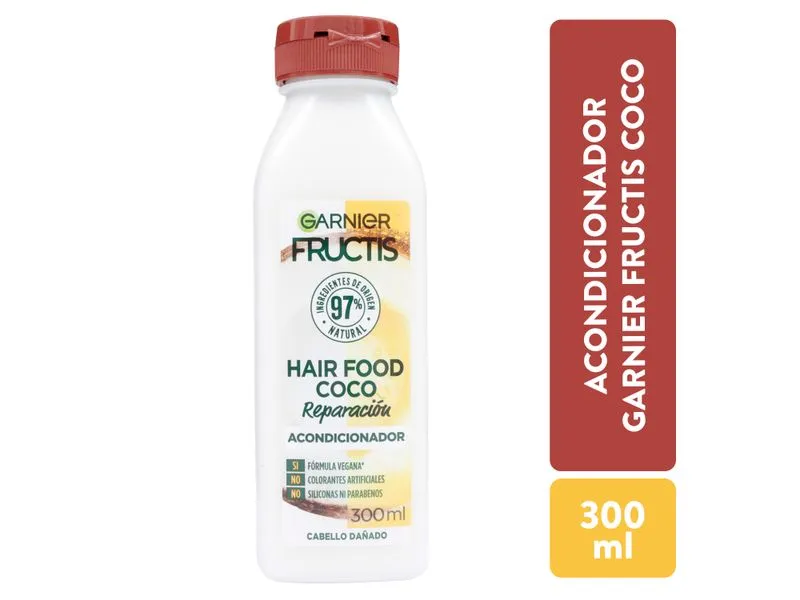 GARNIER
FRUCTIS
INGREDIENTES DE ORIGEN
97%
NATURAL
HAIR FOOD
COCO
Reparación
ACONDICIONADOR
SI FÓRMULA VEGANA*
NO COLORANTES ARTIFICIALES
NO SILICONAS NI PARABENOS
300ml
CABELLO DAÑADO
ACONDICIONADOR
GARNIER FRUCTIS COCO
300
ml